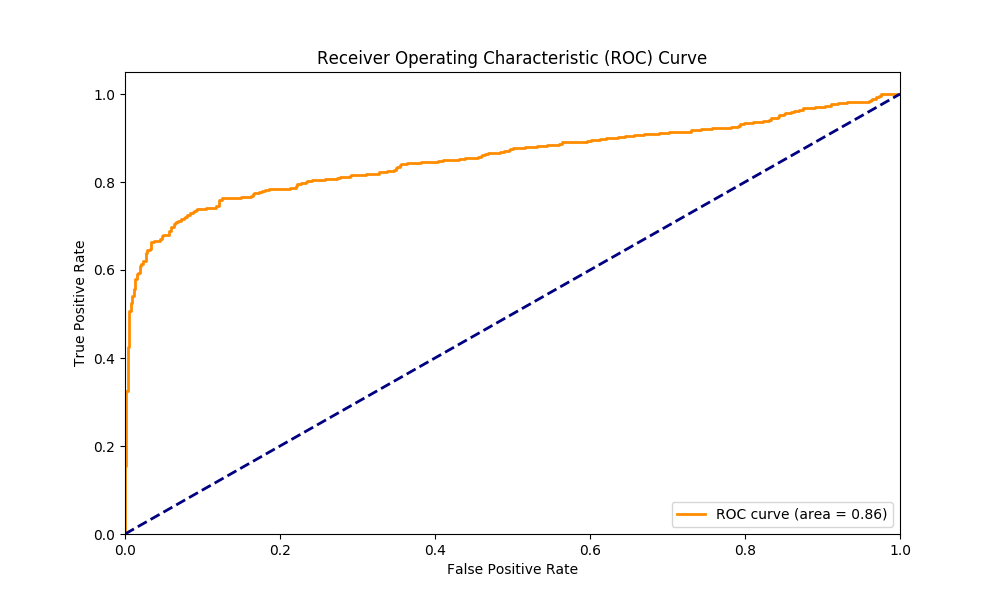 Receiver Operating Characteristic (ROC) Curve
1.0
0.8
0.6
0.4
0.2
0.0
True Positive Rate
ROC curve (area = 0.86)
0.0 0.2 0.4 0.6 0.8 1.0
False Positive Rate